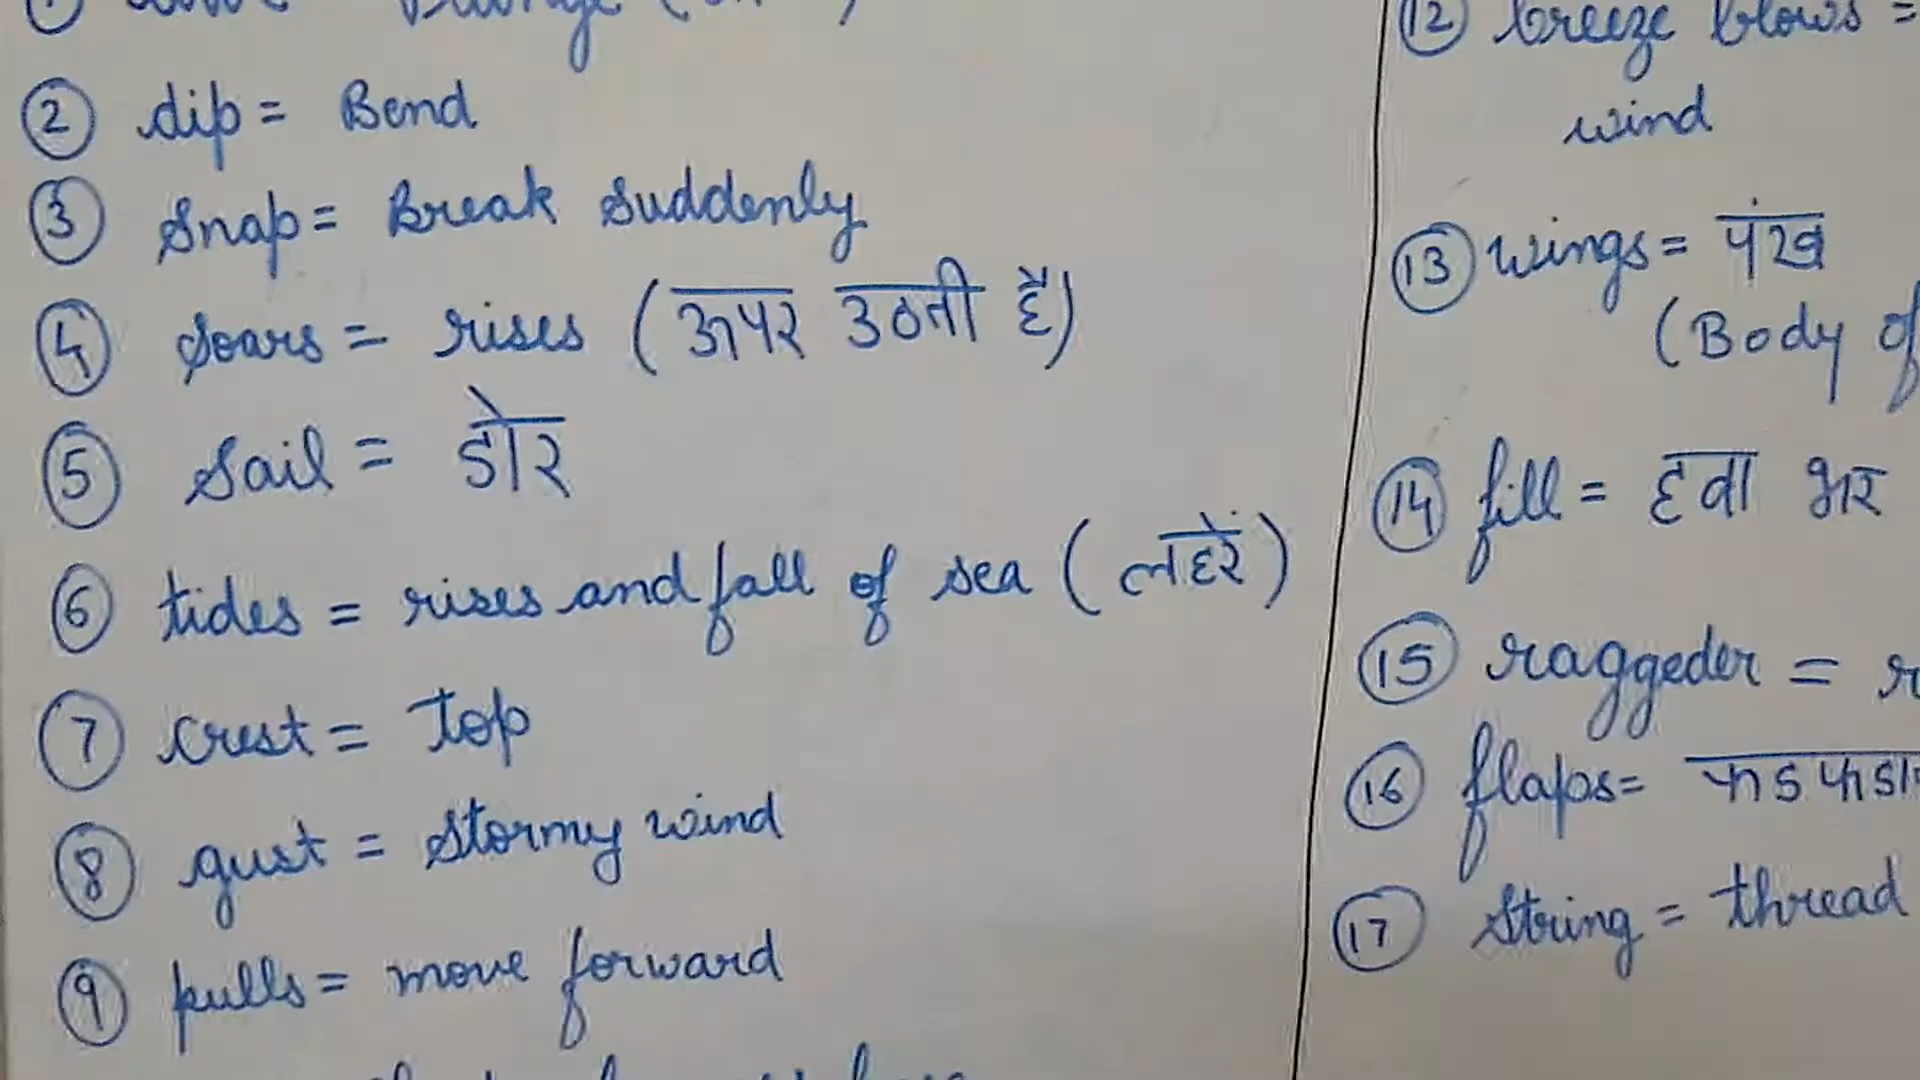 ② dip = Bend
③ Snap = Break Suddenly
④ Soars = rises (ऊपर उठती है)
⑤ Sail = डोर
⑥ tides = rises and fall of sea (लहरें)
⑦ crest = Top
⑧ gust = Stormy wind
⑨ pulls = move forward
⑫ breeze blows =
wind
⑬ wings = पंख
(Body of
⑭ fill = हवा भर
⑮ raggeder =
⑯ flaps =
⑰ String = thread